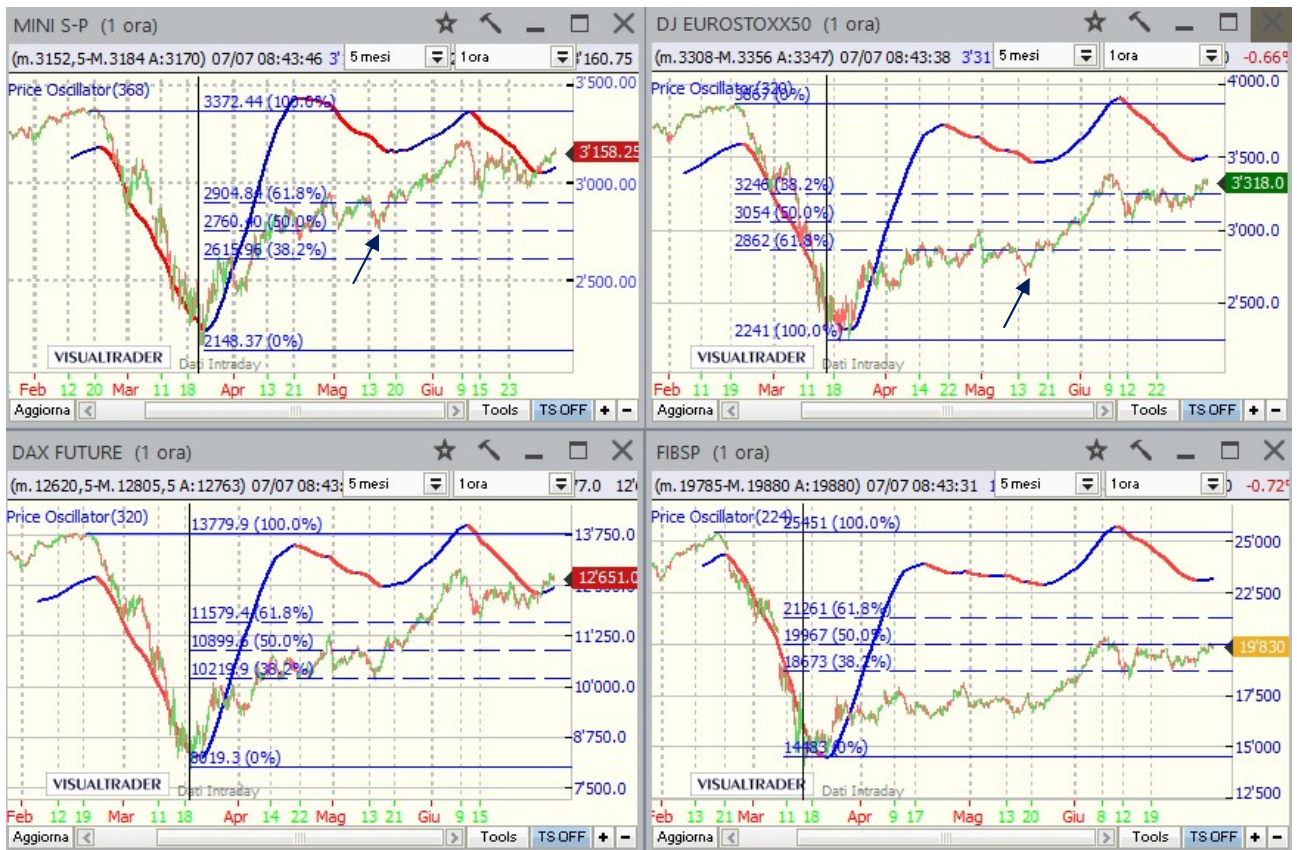 MINI S-P (1 ora)
(m.3152,5-M.3184 A:3170) 07/07 08:43:46 3' 5 mesi 1 ora 3'160.75
Price Oscillator(368)
3'500.00
3372.44 (100.0%)
3'158.25
3'000.00
2904.84 (61.8%)
2760.40 (50.0%)
2615.96 (38.2%)
2'500.00
2148.37 (0%)
VISUALTRADER
Dati Intraday
Feb 12 20 Mar 11 18 Apr 13 21 Mag 13 20 Giu 9 15 23
Aggiorna < > Tools TS OFF + -
DJ EUROSTOXX50 (1 ora)
(m.3308-M.3356 A:3347) 07/07 08:43:38 3'31 5 mesi 1 ora -0.66%
Price Oscillator(320)
4'000.0
3867 (0%)
3'500.0
3246 (38.2%)
3'318.0
3054 (50.0%)
3'000.0
2862 (61.8%)
2'500.0
2241 (100.0%)
VISUALTRADER
Dati Intraday
Feb 11 19 Mar 11 18 Apr 14 22 Mag 13 21 Giu 9 12 22
Aggiorna < > Tools TS OFF + -
DAX FUTURE (1 ora)
(m.12620,5-M.12805,5 A:12763) 07/07 08:43: 5 mesi 1 ora 77.0 12'
Price Oscillator(320)
13779.9 (100.0%)
13'750.0
12'651.0
11579.4 (61.8%)
11'250.0
10899.6 (50.0%)
10219.9 (38.2%)
10'000.0
8'750.0
8019.3 (0%)
VISUALTRADER
Dati Intraday
7'500.0
Feb 12 19 Mar 11 18 Apr 14 22 Mag 13 21 Giu 9 15
Aggiorna < > Tools TS OFF + -
FIBSP (1 ora)
(m.19785-M.19880 A:19880) 07/07 08:43:31 1 5 mesi 1 ora -0.72%
Price Oscillator(224)
25451 (100.0%)
25'000
22'500
21261 (61.8%)
19967 (50.0%)
19'830
18673 (38.2%)
17'500
14483 (0%)
15'000
VISUALTRADER
Dati Intraday
12'500
Feb 13 21 Mar 11 18 Apr 9 17 Mag 13 20 Giu 8 12 19
Aggiorna < > Tools TS OFF + -